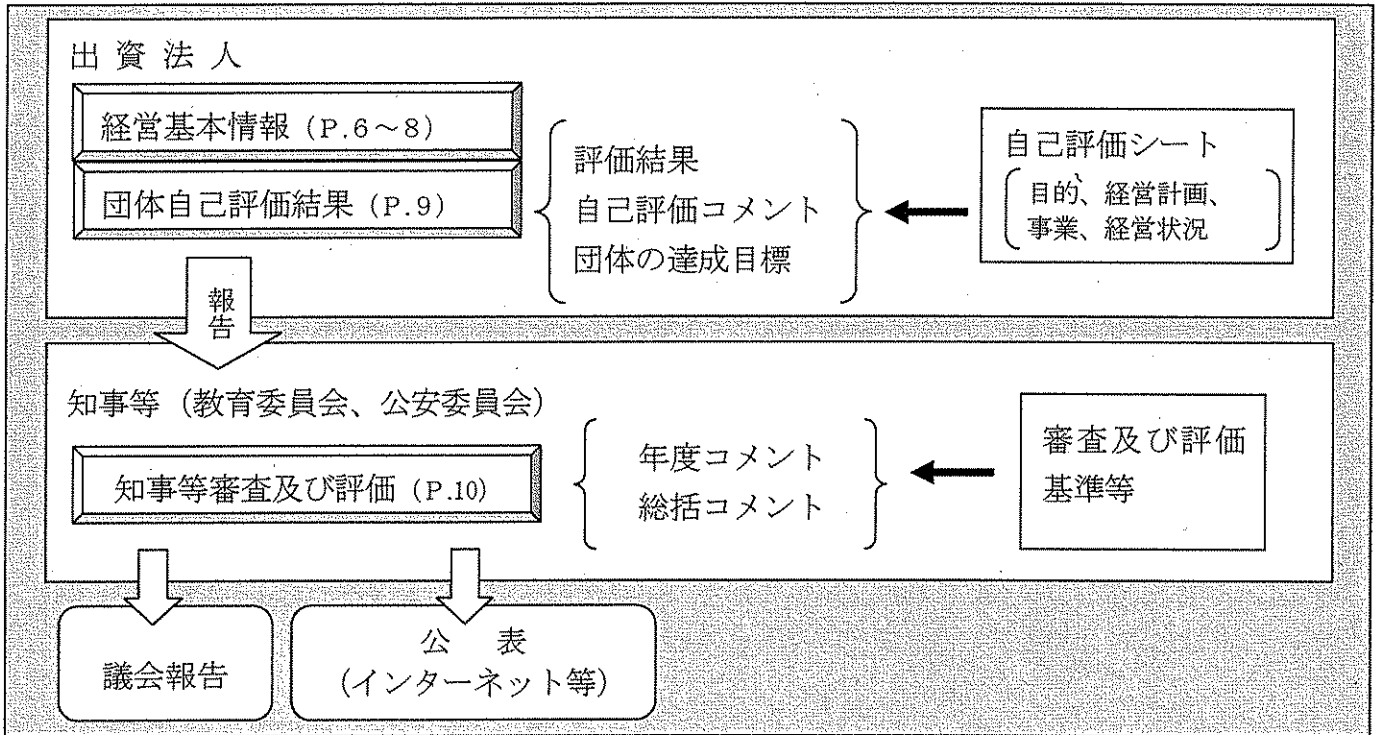 出 資 法 人
経営基本情報 (P.6～8)
団体自己評価結果 (P.9)
評価結果
自己評価コメント
団体の達成目標
自己評価シート
目的、経営計画、
事業、経営状況
報告
知事等 (教育委員会、公安委員会)
知事等審査及び評価 (P.10)
年度コメント
総括コメント
審査及び評価
基準等
議会報告
公 表
(インターネット等)